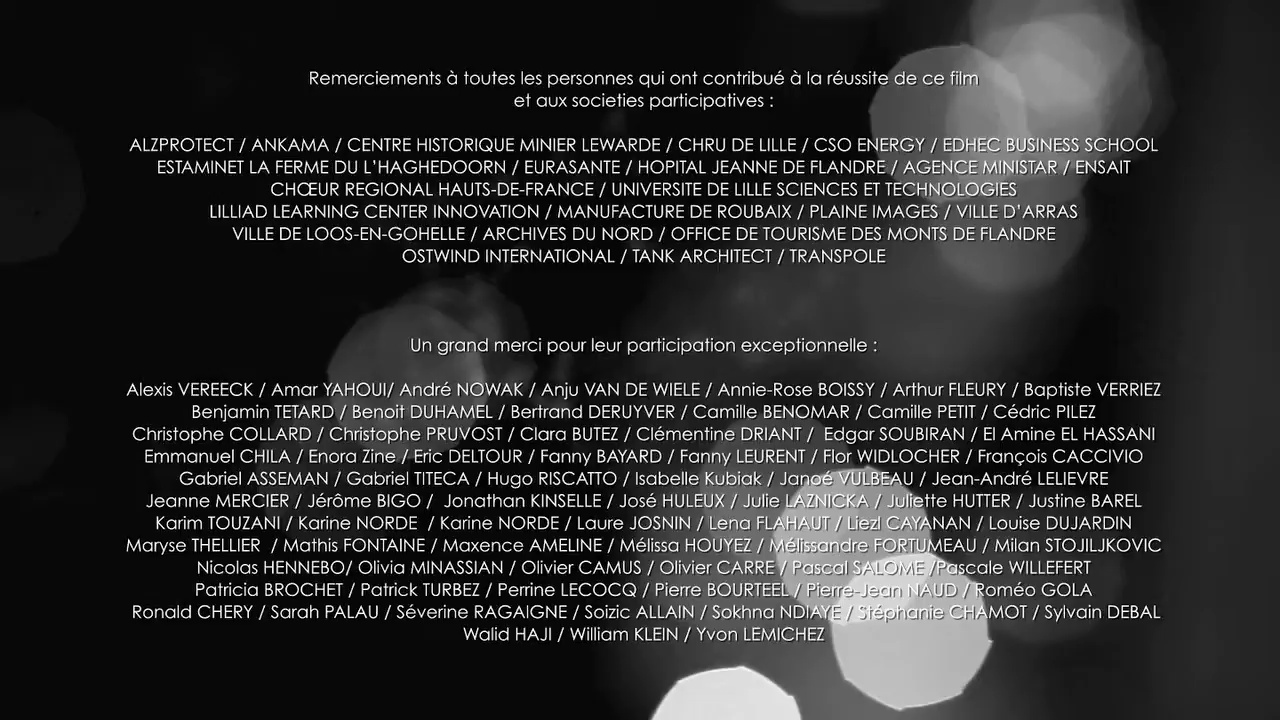 Remerciements à toutes les personnes qui ont contribué à la réussite de ce film
et aux societies participatives :
ALZPROTECT / ANKAMA / CENTRE HISTORIQUE MINIER LEWARDE / CHRU DE LILLE / CSO ENERGY / EDHEC BUSINESS SCHOOL
ESTAMINET LA FERME DU L'HAGHEDOORN / EURASANTE / HOPITAL JEANNE DE FLANDRE / AGENCE MINISTAR / ENSAIT
CHŒUR REGIONAL HAUTS-DE-FRANCE / UNIVERSITE DE LILLE SCIENCES ET TECHNOLOGIES
LILLIAD LEARNING CENTER INNOVATION / MANUFACTURE DE ROUBAIX / PLAINE IMAGES / VILLE D'ARRAS
VILLE DE LOOS-EN-GOHELLE / ARCHIVES DU NORD / OFFICE DE TOURISME DES MONTS DE FLANDRE
OSTWIND INTERNATIONAL / TANK ARCHITECT / TRANSPOLE
Un grand merci pour leur participation exceptionnelle :
Alexis VEREECK / Amar YAHOUI/ André NOWAK / Anju VAN DE WIELE / Annie-Rose BOISSY / Arthur FLEURY / Baptiste VERRIEZ
Benjamin TETARD / Benoit DUHAMEL / Bertrand DERUYVER / Camille BENOMAR / Camille PETIT / Cédric PILEZ
Christophe COLLARD / Christophe PRUVOST / Clara BUTEZ / Clémentine DRIANT /  Edgar SOUBIRAN / El Amine EL HASSANI
Emmanuel CHILA / Enora Zine / Eric DELTOUR / Fanny BAYARD / Fanny LEURENT / Flor WIDLOCHER / François CACCIVIO
Gabriel ASSEMAN / Gabriel TITECA / Hugo RISCATTO / Isabelle Kubiak / Janoé VULBEAU / Jean-André LELIEVRE
Jeanne MERCIER / Jérôme BIGO /  Jonathan KINSELLE / José HULEUX / Julie LAZNICKA / Juliette HUTTER / Justine BAREL
Karim TOUZANI / Karine NORDE  / Karine NORDE / Laure JOSNIN / Lena FLAHAUT / Liezl CAYANAN / Louise DUJARDIN
Maryse THELLIER  / Mathis FONTAINE / Maxence AMELINE / Mélissa HOUYEZ / Mélissandre FORTUMEAU / Milan STOJILJKOVIC
Nicolas HENNEBO/ Olivia MINASSIAN / Olivier CAMUS / Olivier CARRE / Pascal SALOME /Pascale WILLEFERT
Patricia BROCHET / Patrick TURBEZ / Perrine LECOCQ / Pierre BOURTEEL / Pierre-Jean NAUD / Roméo GOLA
Ronald CHERY / Sarah PALAU / Séverine RAGAIGNE / Soizic ALLAIN / Sokhna NDIAYE / Stéphanie CHAMOT / Sylvain DEBAL
Walid HAJI / William KLEIN / Yvon LEMICHEZ